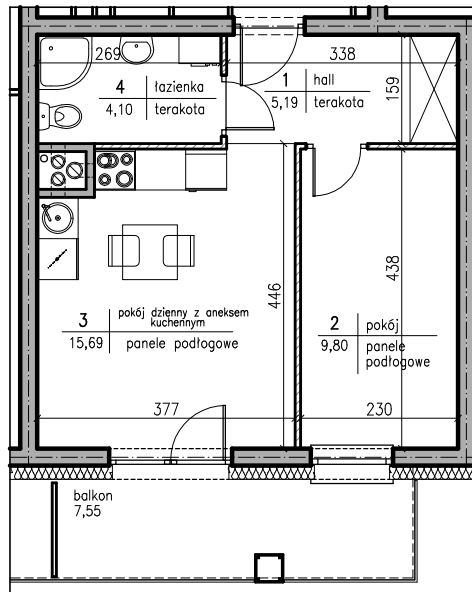 269
338
4 łazienka
4,10 terakota
1 hall
5,19 terakota
159
446
438
3 pokój dzienny z aneksem
kuchennym
15,69 panele podłogowe
2 pokój
9,80 panele
podłogowe
377
230
balkon
7,55